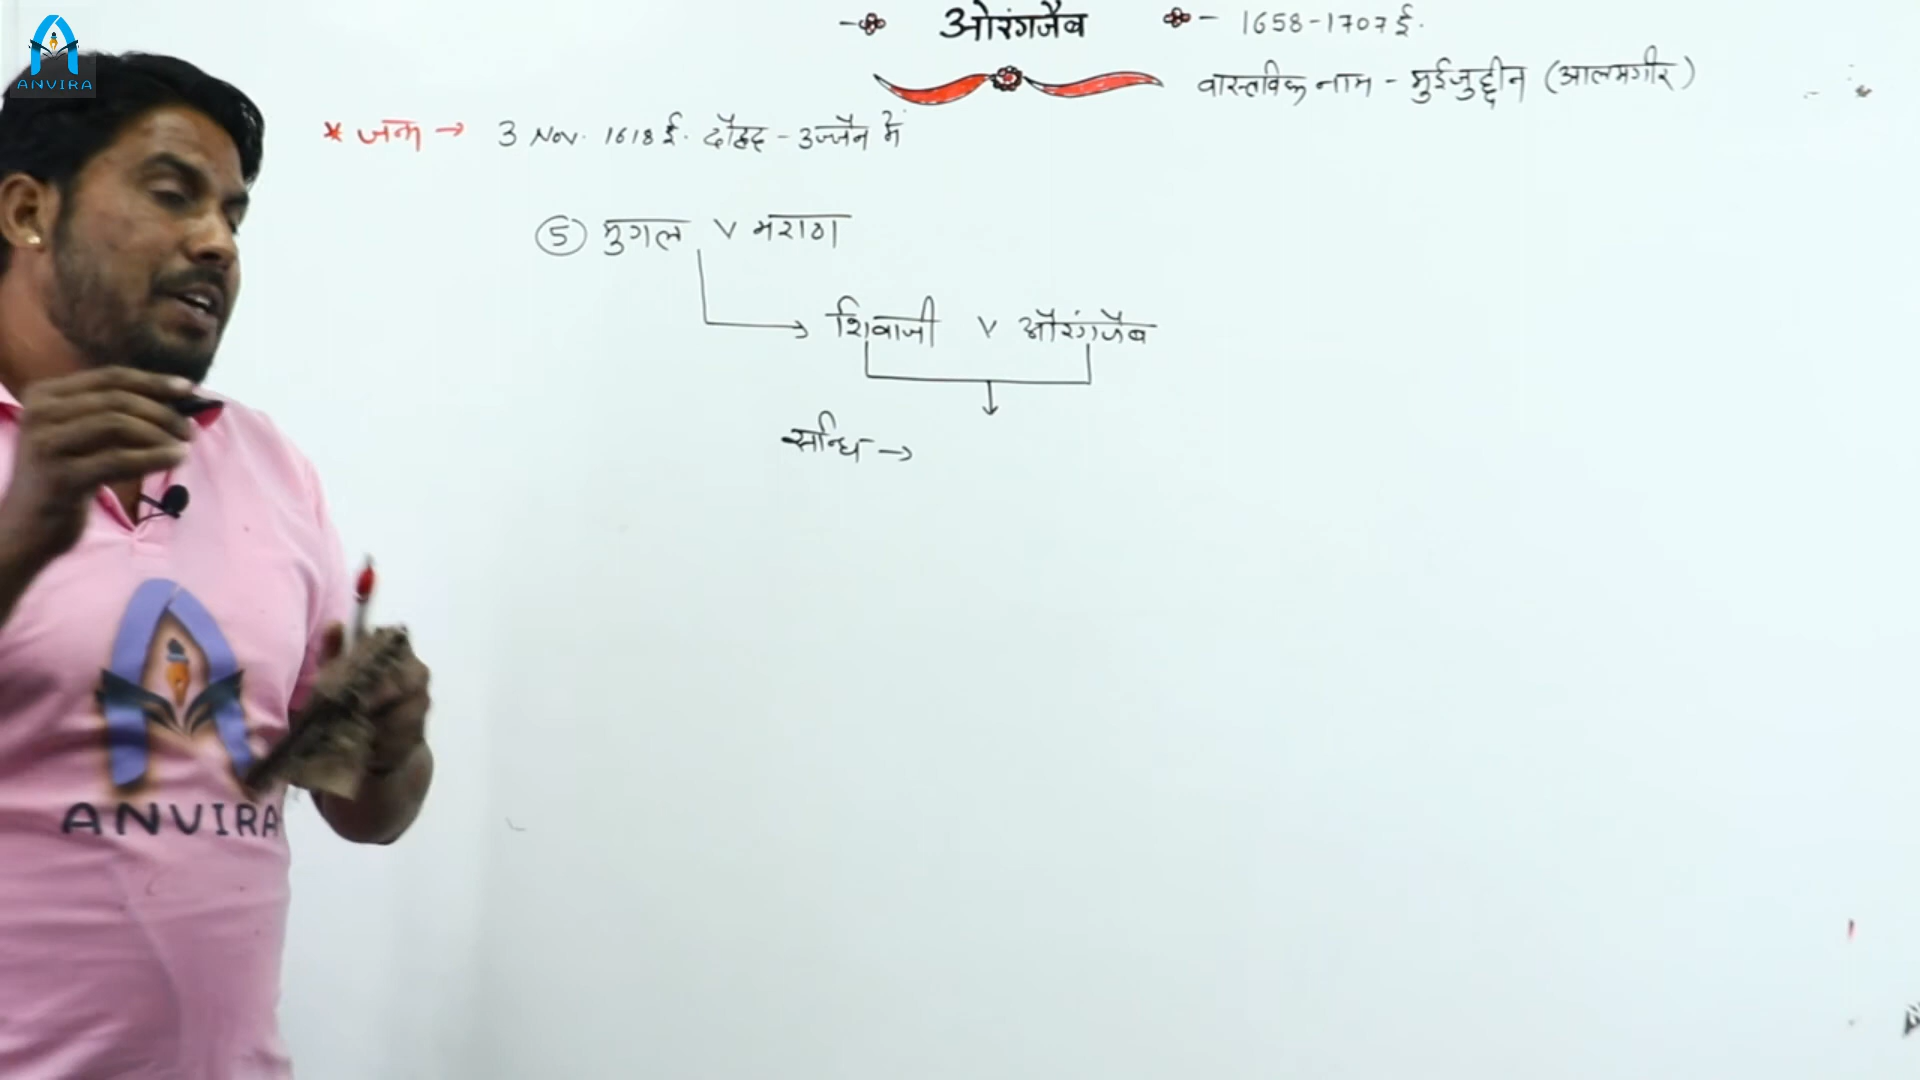 ANVIRA
औरंगजेब - 1658-1707 ई.
वास्तविक नाम - मुईजुद्दीन (आलमगीर)
* जन्म → 3 Nov. 1618 ई. दोहद - उज्जैन में
5 मुगल V मराठा
शिवाजी V औरंगजेब
सन्धि →
ANVIRA